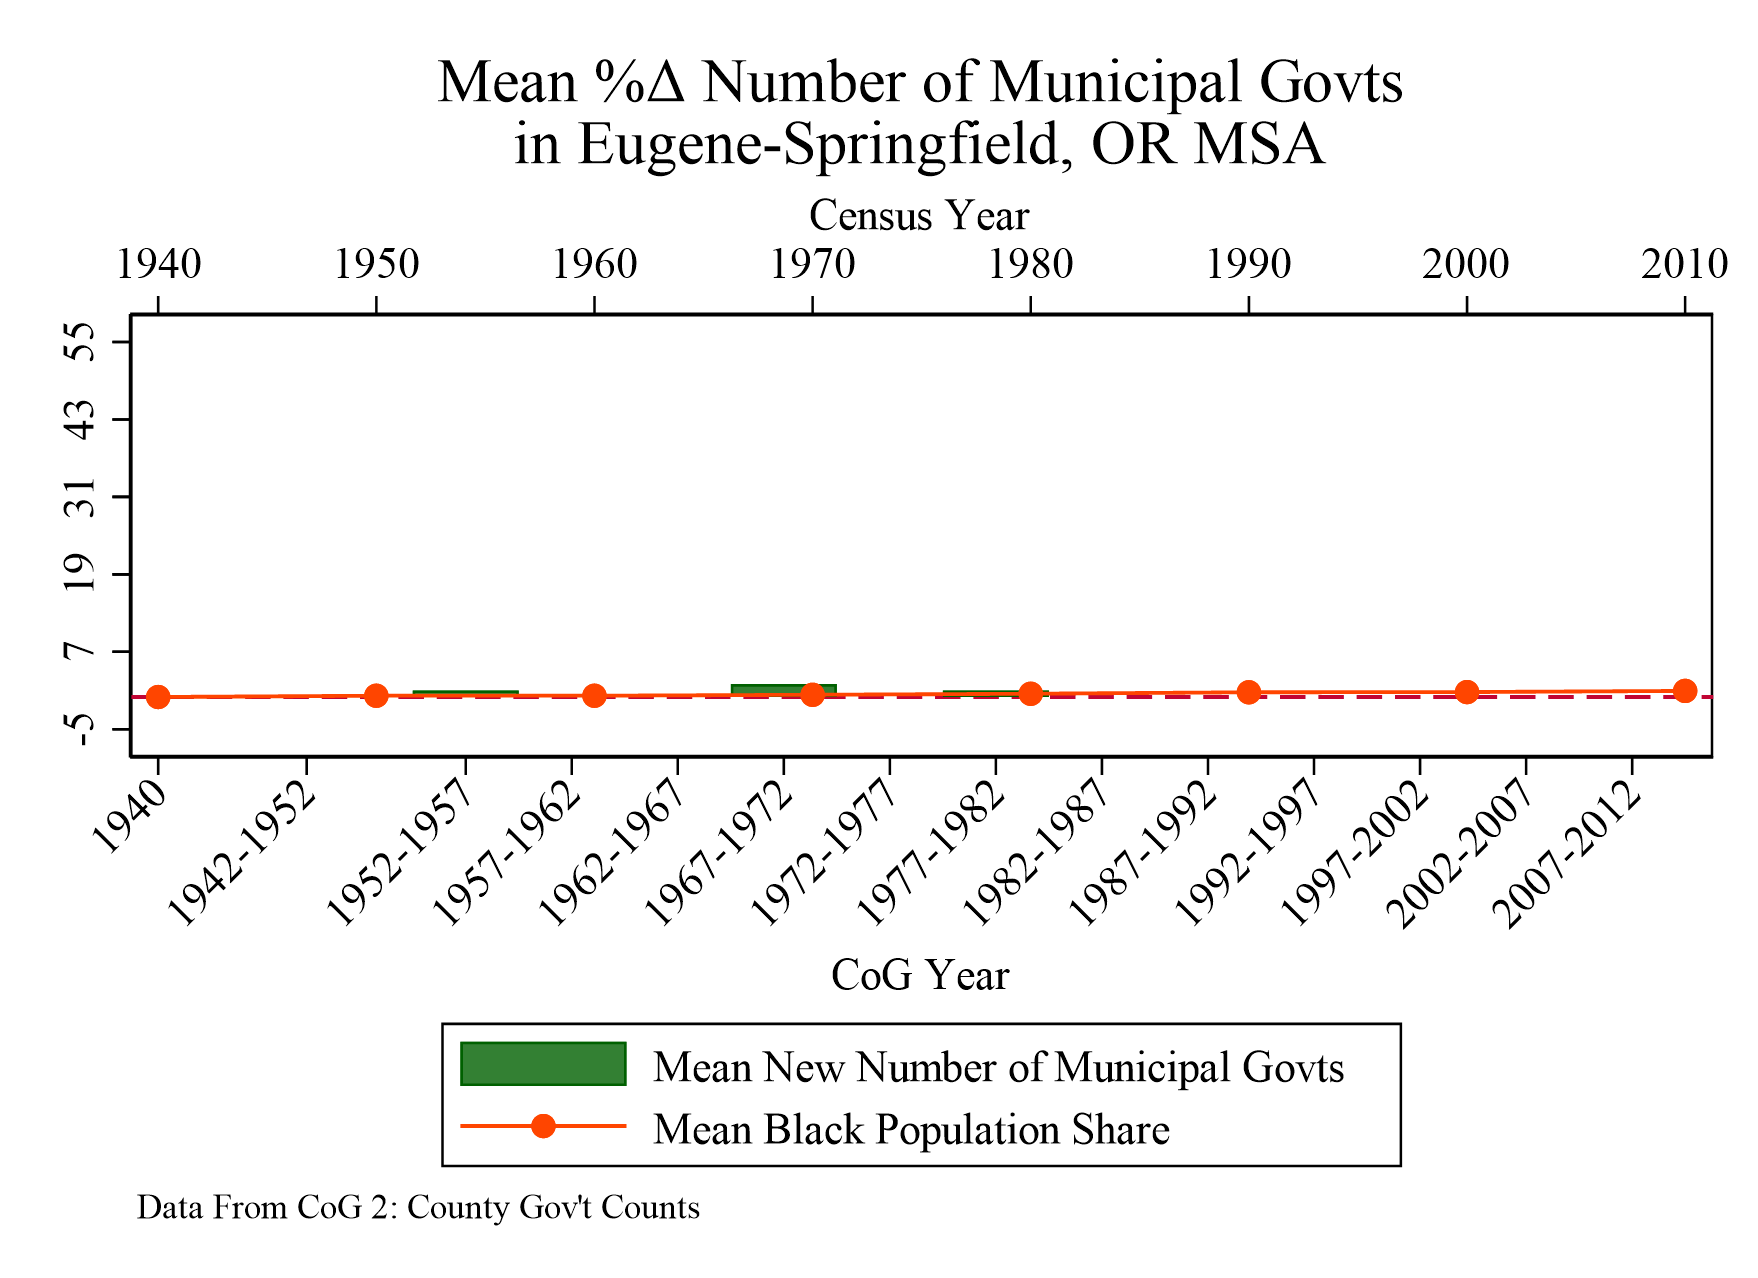 Mean %Δ Number of Municipal Govts
in Eugene-Springfield, OR MSA
Census Year
1940 1950 1960 1970 1980 1990 2000 2010
55
43
31
19
7
-5
1940 1942-1952 1952-1957 1957-1962 1962-1967 1967-1972 1972-1977 1977-1982 1982-1987 1987-1992 1992-1997 1997-2002 2002-2007 2007-2012
CoG Year
Mean New Number of Municipal Govts
Mean Black Population Share
Data From CoG 2: County Gov't Counts